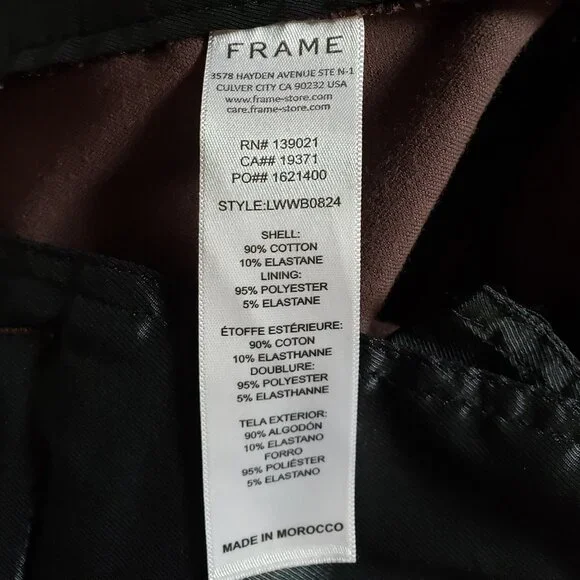 FRAME
3578 HAYDEN AVENUE STE N-1
CULVER CITY CA 90232 USA
www.frame-store.com
care.frame-store.com
RN# 139021
CA## 19371
PO## 1621400
STYLE:LWWB0824
SHELL:
90% COTTON
10% ELASTANE
LINING:
95% POLYESTER
5% ELASTANE
ÉTOFFE ESTÉRIEURE:
90% COTON
10% ELASTHANNE
DOUBLURE:
95% POLYESTER
5% ELASTHANNE
TELA EXTERIOR:
90% ALGODÓN
10% ELASTANO
FORRO
95% POLIÉSTER
5% ELASTANO
MADE IN MOROCCO